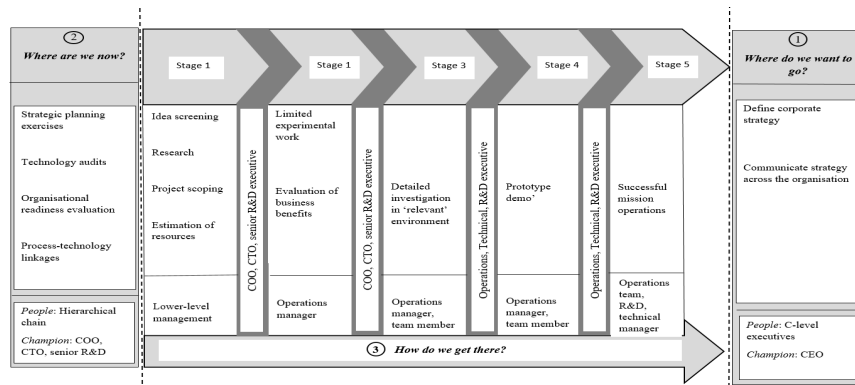 2
Where are we now?
Strategic planning
exercises
Technology audits
Organisational
readiness evaluation
Process-technology
linkages
People: Hierarchical
chain
Champion: COO,
CTO, senior R&D
Stage 1
Stage 1
Stage 3
Stage 4
Stage 5
Idea screening
Research
Project scoping
Estimation of
resources
Lower-level
management
COO, CTO, senior R&D executive
Limited
experimental
work
Evaluation of
business
benefits
Operations
manager
COO, CTO, senior R&D executive
Detailed
investigation
in ‘relevant’
environment
Operations
manager,
team member
Operations, Technical, R&D executive
Prototype
demo’
Operations
manager,
team member
Operations, Technical, R&D executive
Successful
mission
operations
Operations
team,
R&D,
technical
manager
3 How do we get there?
1
Where do we want to
go?
Define corporate
strategy
Communicate strategy
across the organisation
People: C-level
executives
Champion: CEO